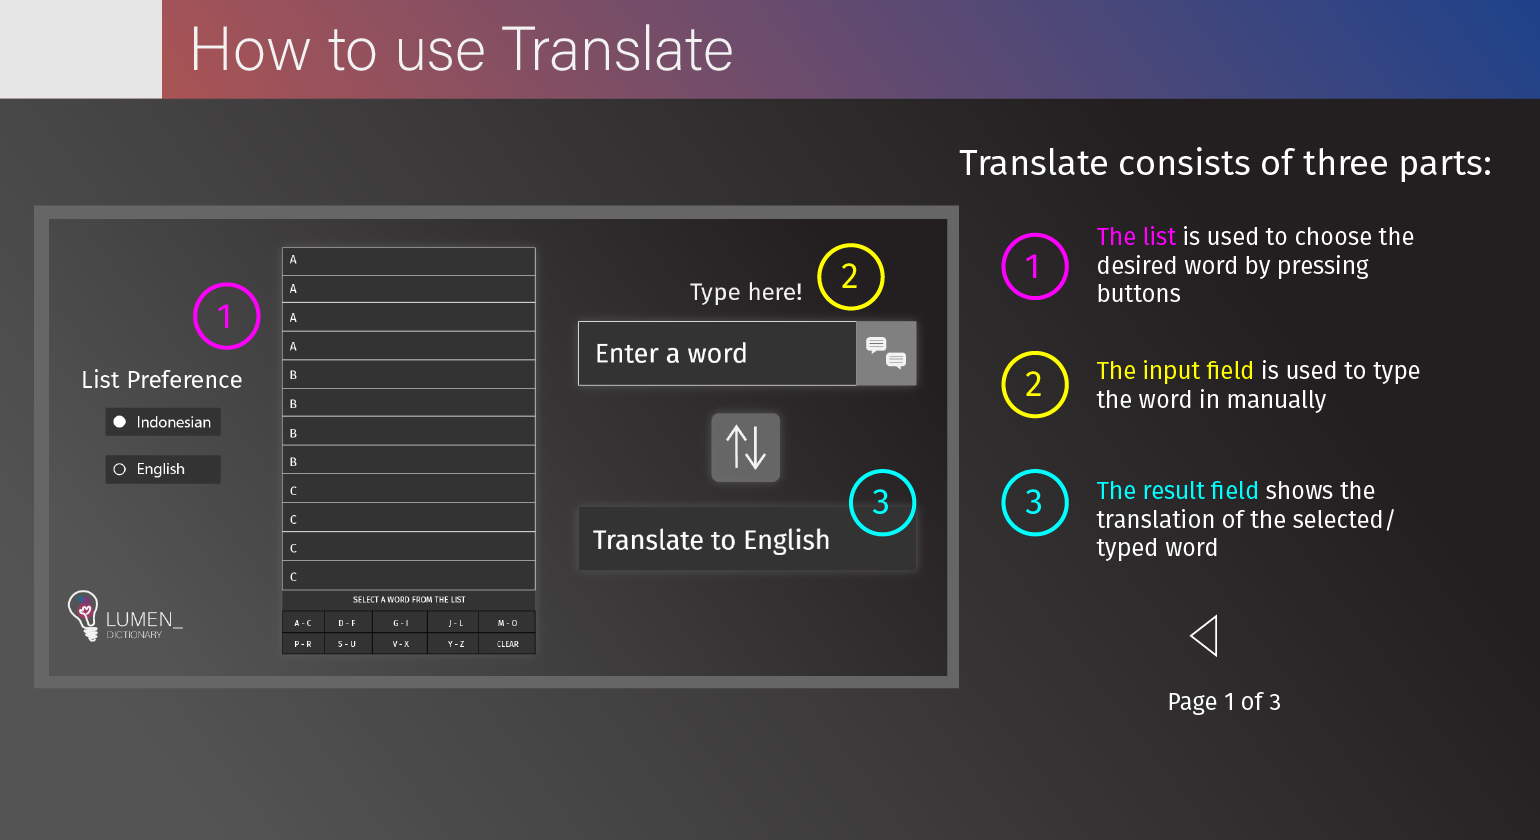 How to use Translate
Translate consists of three parts:
1
The list is used to choose the
desired word by pressing
buttons
2
The input field is used to type
the word in manually
3
The result field shows the
translation of the selected/
typed word
Page 1 of 3
1
List Preference
Indonesian
English
LUMEN_
DICTIONARY
A
A
A
A
B
B
B
B
C
C
C
C
SELECT A WORD FROM THE LIST
A - C D - F G - I J - L M - O
P - R S - U V - X Y - Z CLEAR
2
Type here!
Enter a word
3
Translate to English